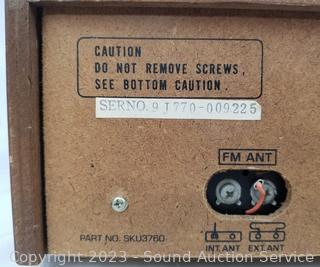 CAUTION
DO NOT REMOVE SCREWS,
SEE BOTTOM CAUTION.
SERNO. 9J770-009225
FM ANT
PART NO. SKU3760
INT.ANT EXT.ANT
Copyright © 2023 - Sound Auction Service